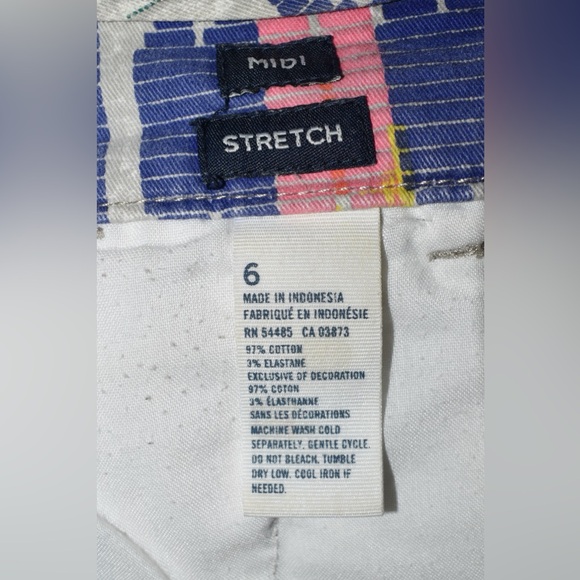 MIDI
STRETCH
6
MADE IN INDONESIA
FABRIQUÉ EN INDONÉSIE
RN 54485 CA 03873
97% COTTON
3% ELASTANE
EXCLUSIVE OF DECORATION
97% COTON
3% ÉLASTHANNE
SANS LES DÉCORATIONS
MACHINE WASH COLD
SEPARATELY. GENTLE CYCLE.
DO NOT BLEACH. TUMBLE
DRY LOW. COOL IRON IF
NEEDED.